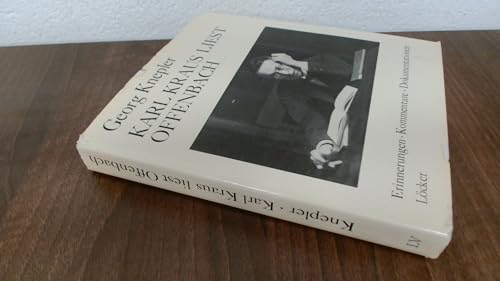 Georg Knepler
KARL KRAUS LIEST
OFFENBACH
Erinnerungen · Kommentare · Dokumentationen
Löcker
Knepler · Karl Kraus liest Offenbach
LV